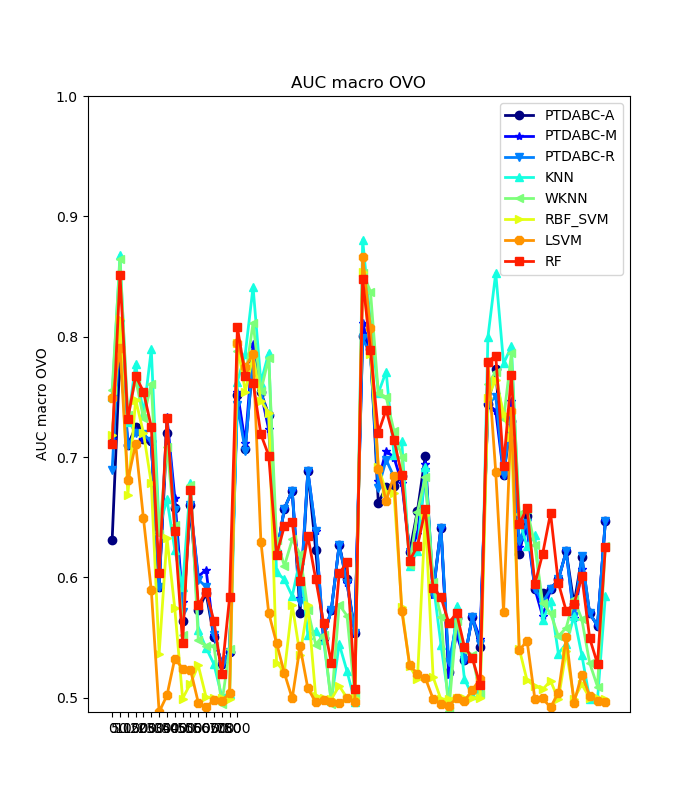 AUC macro OVO
1.0
PTDABC-A
PTDABC-M
PTDABC-R
KNN
WKNN
RBF_SVM
LSVM
RF
0.9
0.8
AUC macro OVO
0.7
0.6
0.5